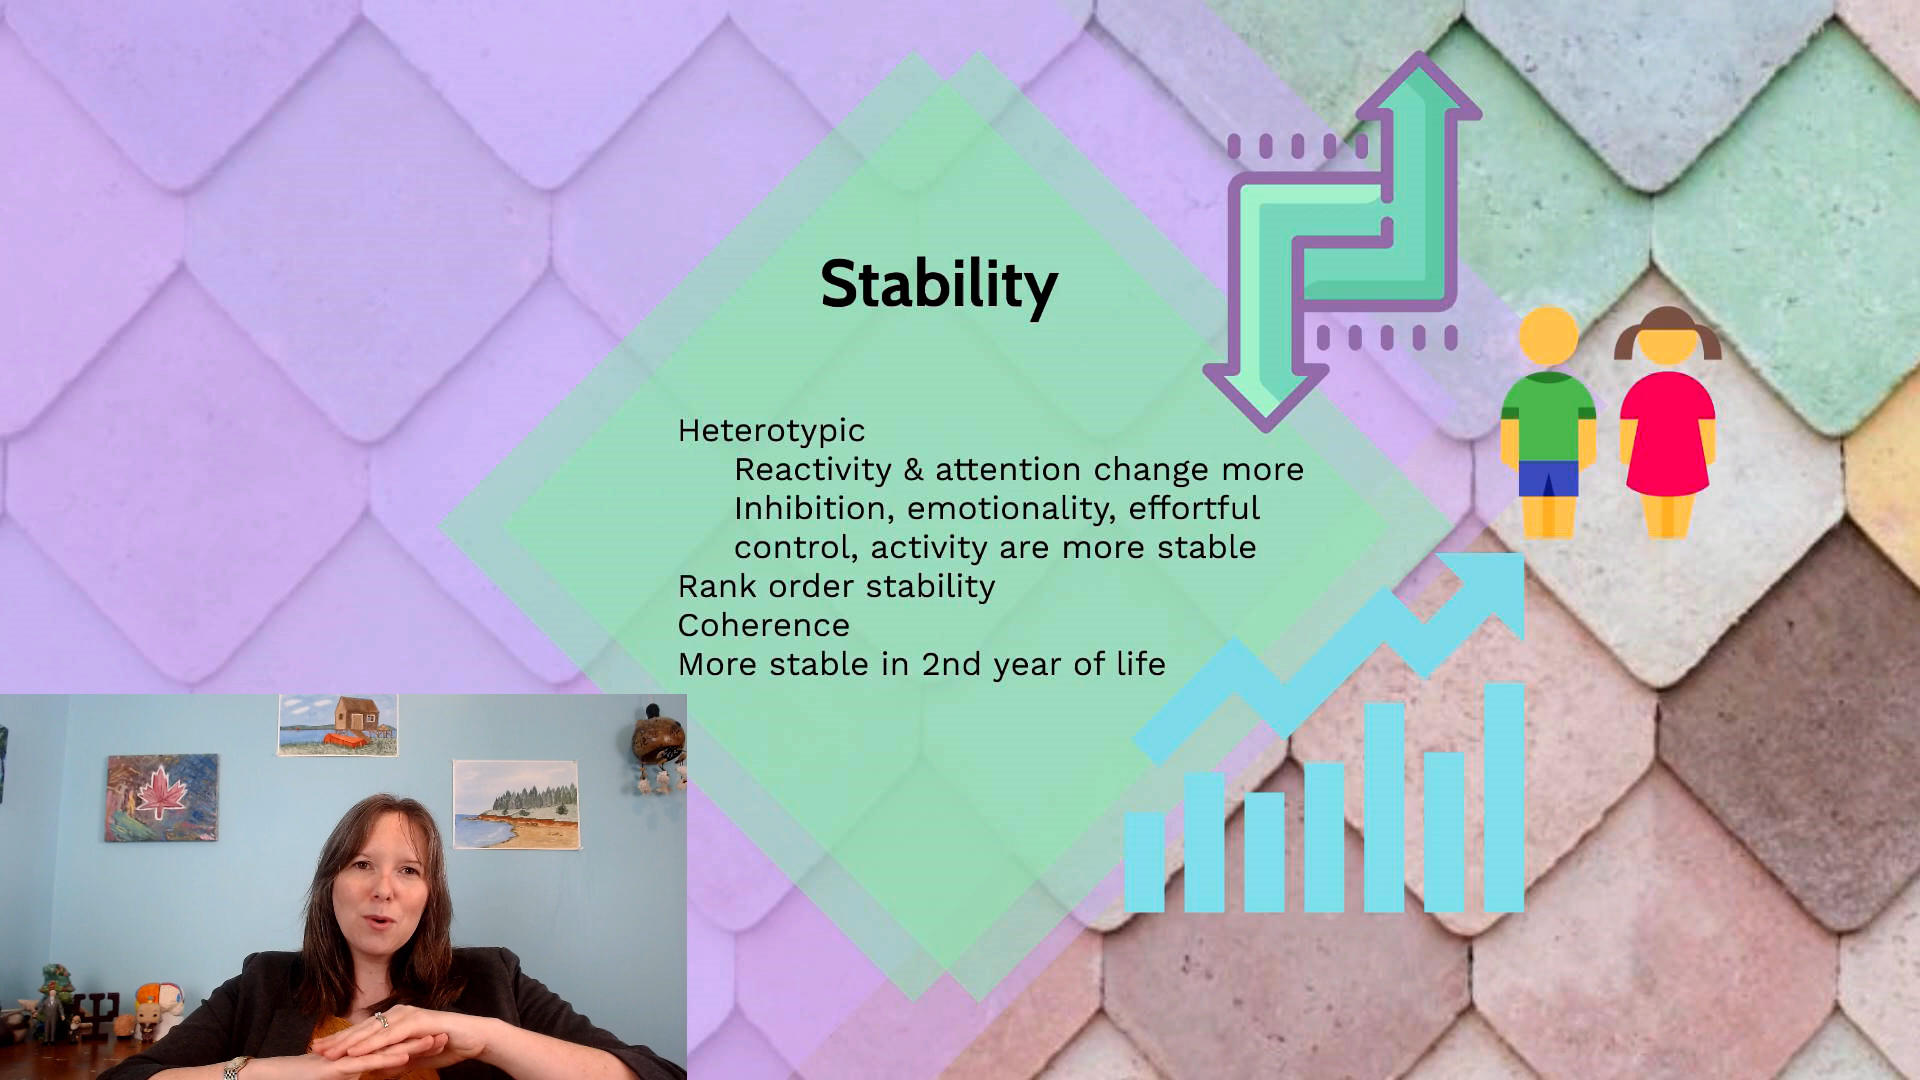 Stability
Heterotypic
Reactivity & attention change more
Inhibition, emotionality, effortful
control, activity are more stable
Rank order stability
Coherence
More stable in 2nd year of life